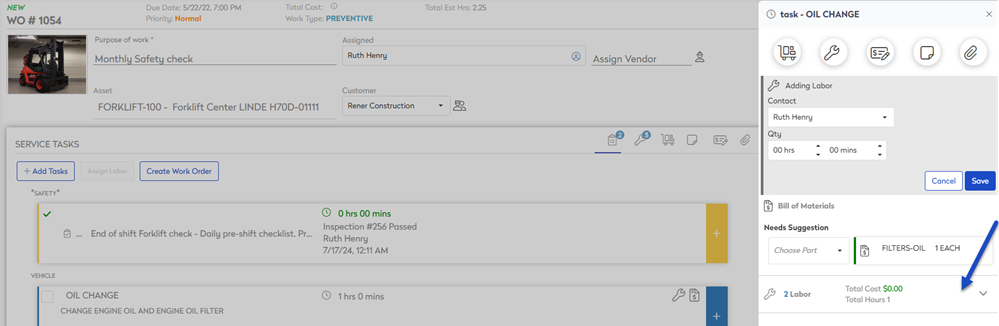 NEW
WO # 1054
Due Date: 5/22/22, 7:00 PM
Priority: Normal
Total Cost:
Work Type: PREVENTIVE
Total Est Hrs: 2.25
Purpose of work *
Monthly Safety check
Assigned
Ruth Henry
Assign Vendor
Asset
FORKLIFT-100 - Forklift Center LINDE H70D-01111
Customer
Rener Construction
SERVICE TASKS
2
3
+ Add Tasks
Assign Labor
Create Work Order
*SAFETY*
... End of shift Forklift check - Daily pre-shift checklist. Pr...
0 hrs 00 mins
Inspection #256 Passed
Ruth Henry
7/17/24, 12:11 AM
+
VEHICLE
OIL CHANGE
CHANGE ENGINE OIL AND ENGINE OIL FILTER
1 hrs 0 mins
+
task - OIL CHANGE
Adding Labor
Contact
Ruth Henry
Qty
00 hrs
00 mins
Cancel
Save
Bill of Materials
Needs Suggestion
Choose Part
FILTERS-OIL 1 EACH
2 Labor
Total Cost $0.00
Total Hours 1